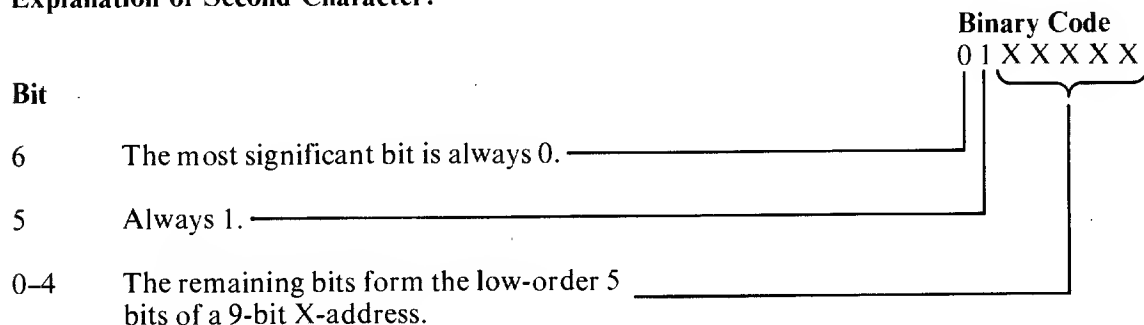 Explanation of Second Character:
Binary Code
0 1 X X X X X
Bit
6 The most significant bit is always 0.
5 Always 1.
0–4 The remaining bits form the low-order 5
bits of a 9-bit X-address.